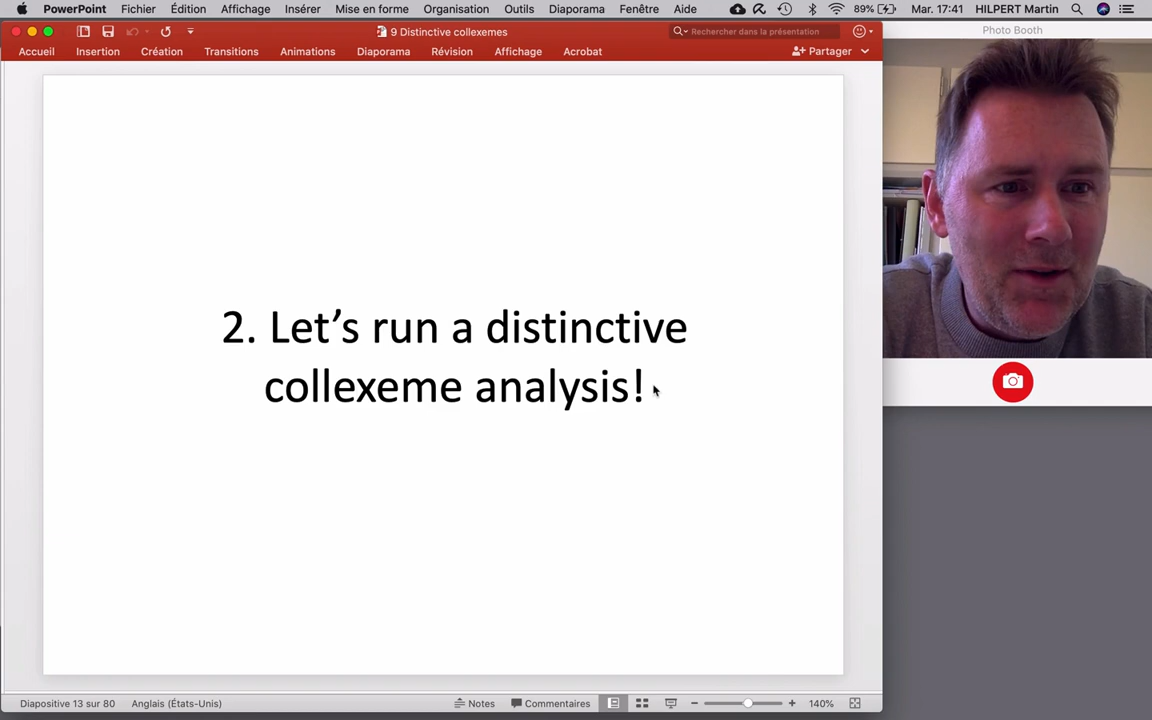 PowerPoint Fichier Édition Affichage Insérer Mise en forme Organisation Outils Diaporama Fenêtre Aide 89% Mar. 17:41 HILPERT Martin
9 Distinctive collexemes
Rechercher dans la présentation
Photo Booth
Accueil Insertion Création Transitions Animations Diaporama Révision Affichage Acrobat Partager
2. Let’s run a distinctive
collexeme analysis!
Diapositive 13 sur 80 Anglais (États-Unis) Notes Commentaires 140%